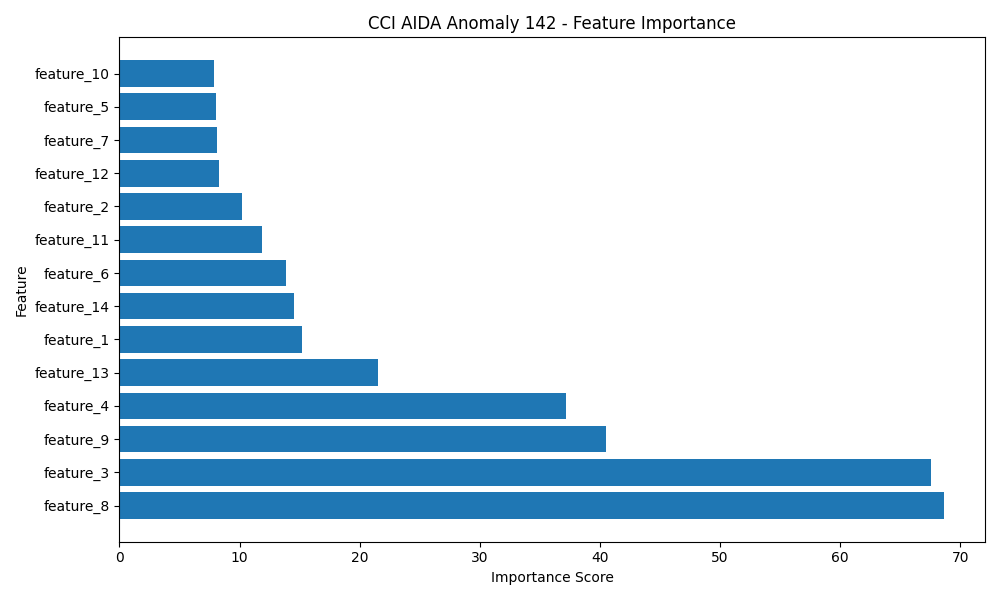 CCI AIDA Anomaly 142 - Feature Importance
feature_10
feature_5
feature_7
feature_12
feature_2
feature_11
feature_6
feature_14
feature_1
feature_13
feature_4
feature_9
feature_3
feature_8
Feature
0 10 20 30 40 50 60 70
Importance Score